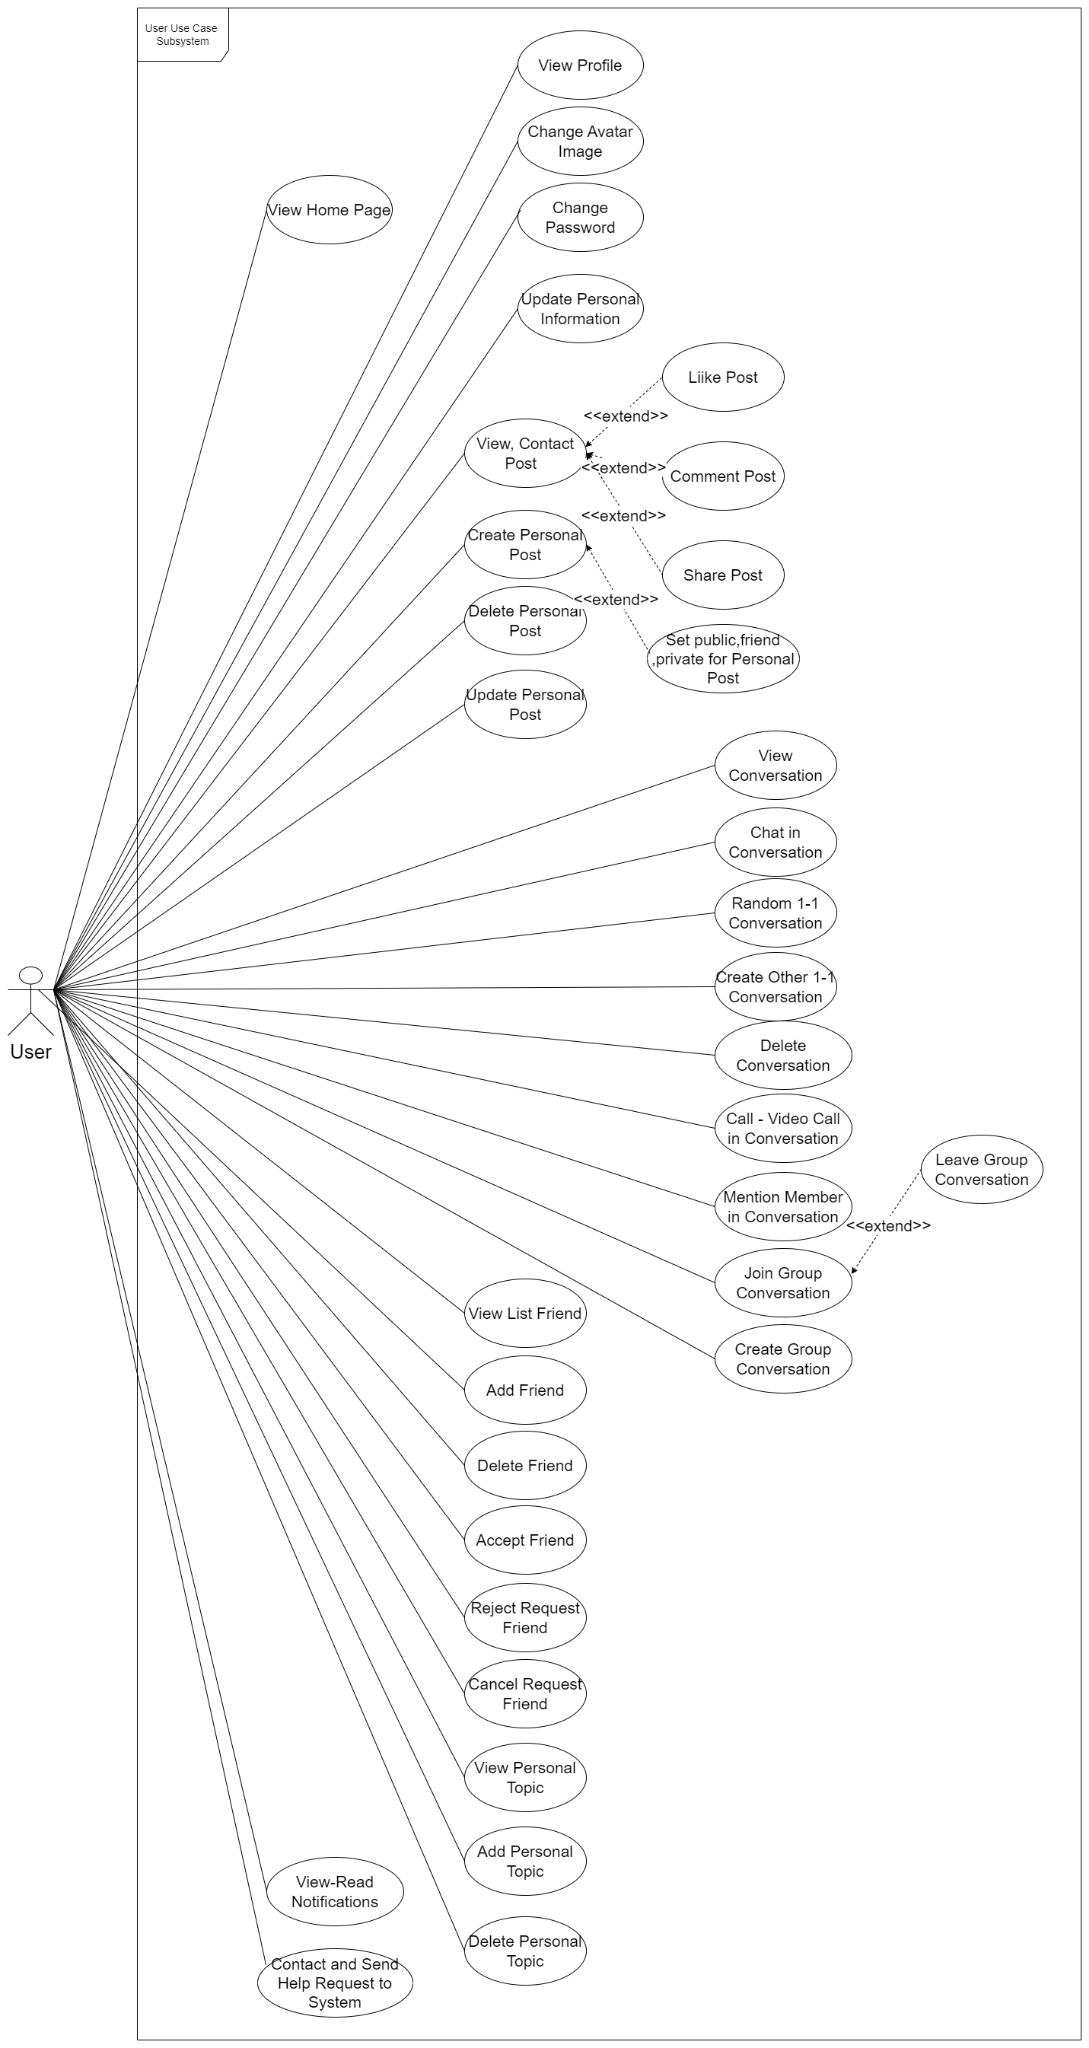 User Use Case
Subsystem
View Profile
Change Avatar
Image
View Home Page
Change
Password
Update Personal
Information
Liike Post
<<extend>>
View, Contact
Post
<<extend>>
Comment Post
<<extend>>
Create Personal
Post
Share Post
<<extend>>
Delete Personal
Post
Set public,friend
,private for Personal
Post
Update Personal
Post
View
Conversation
Chat in
Conversation
Random 1-1
Conversation
Create Other 1-1
Conversation
User
Delete
Conversation
Call - Video Call
in Conversation
Leave Group
Conversation
Mention Member
in Conversation
<<extend>>
Join Group
Conversation
View List Friend
Create Group
Conversation
Add Friend
Delete Friend
Accept Friend
Reject Request
Friend
Cancel Request
Friend
View Personal
Topic
Add Personal
Topic
View-Read
Notifications
Delete Personal
Topic
Contact and Send
Help Request to
System